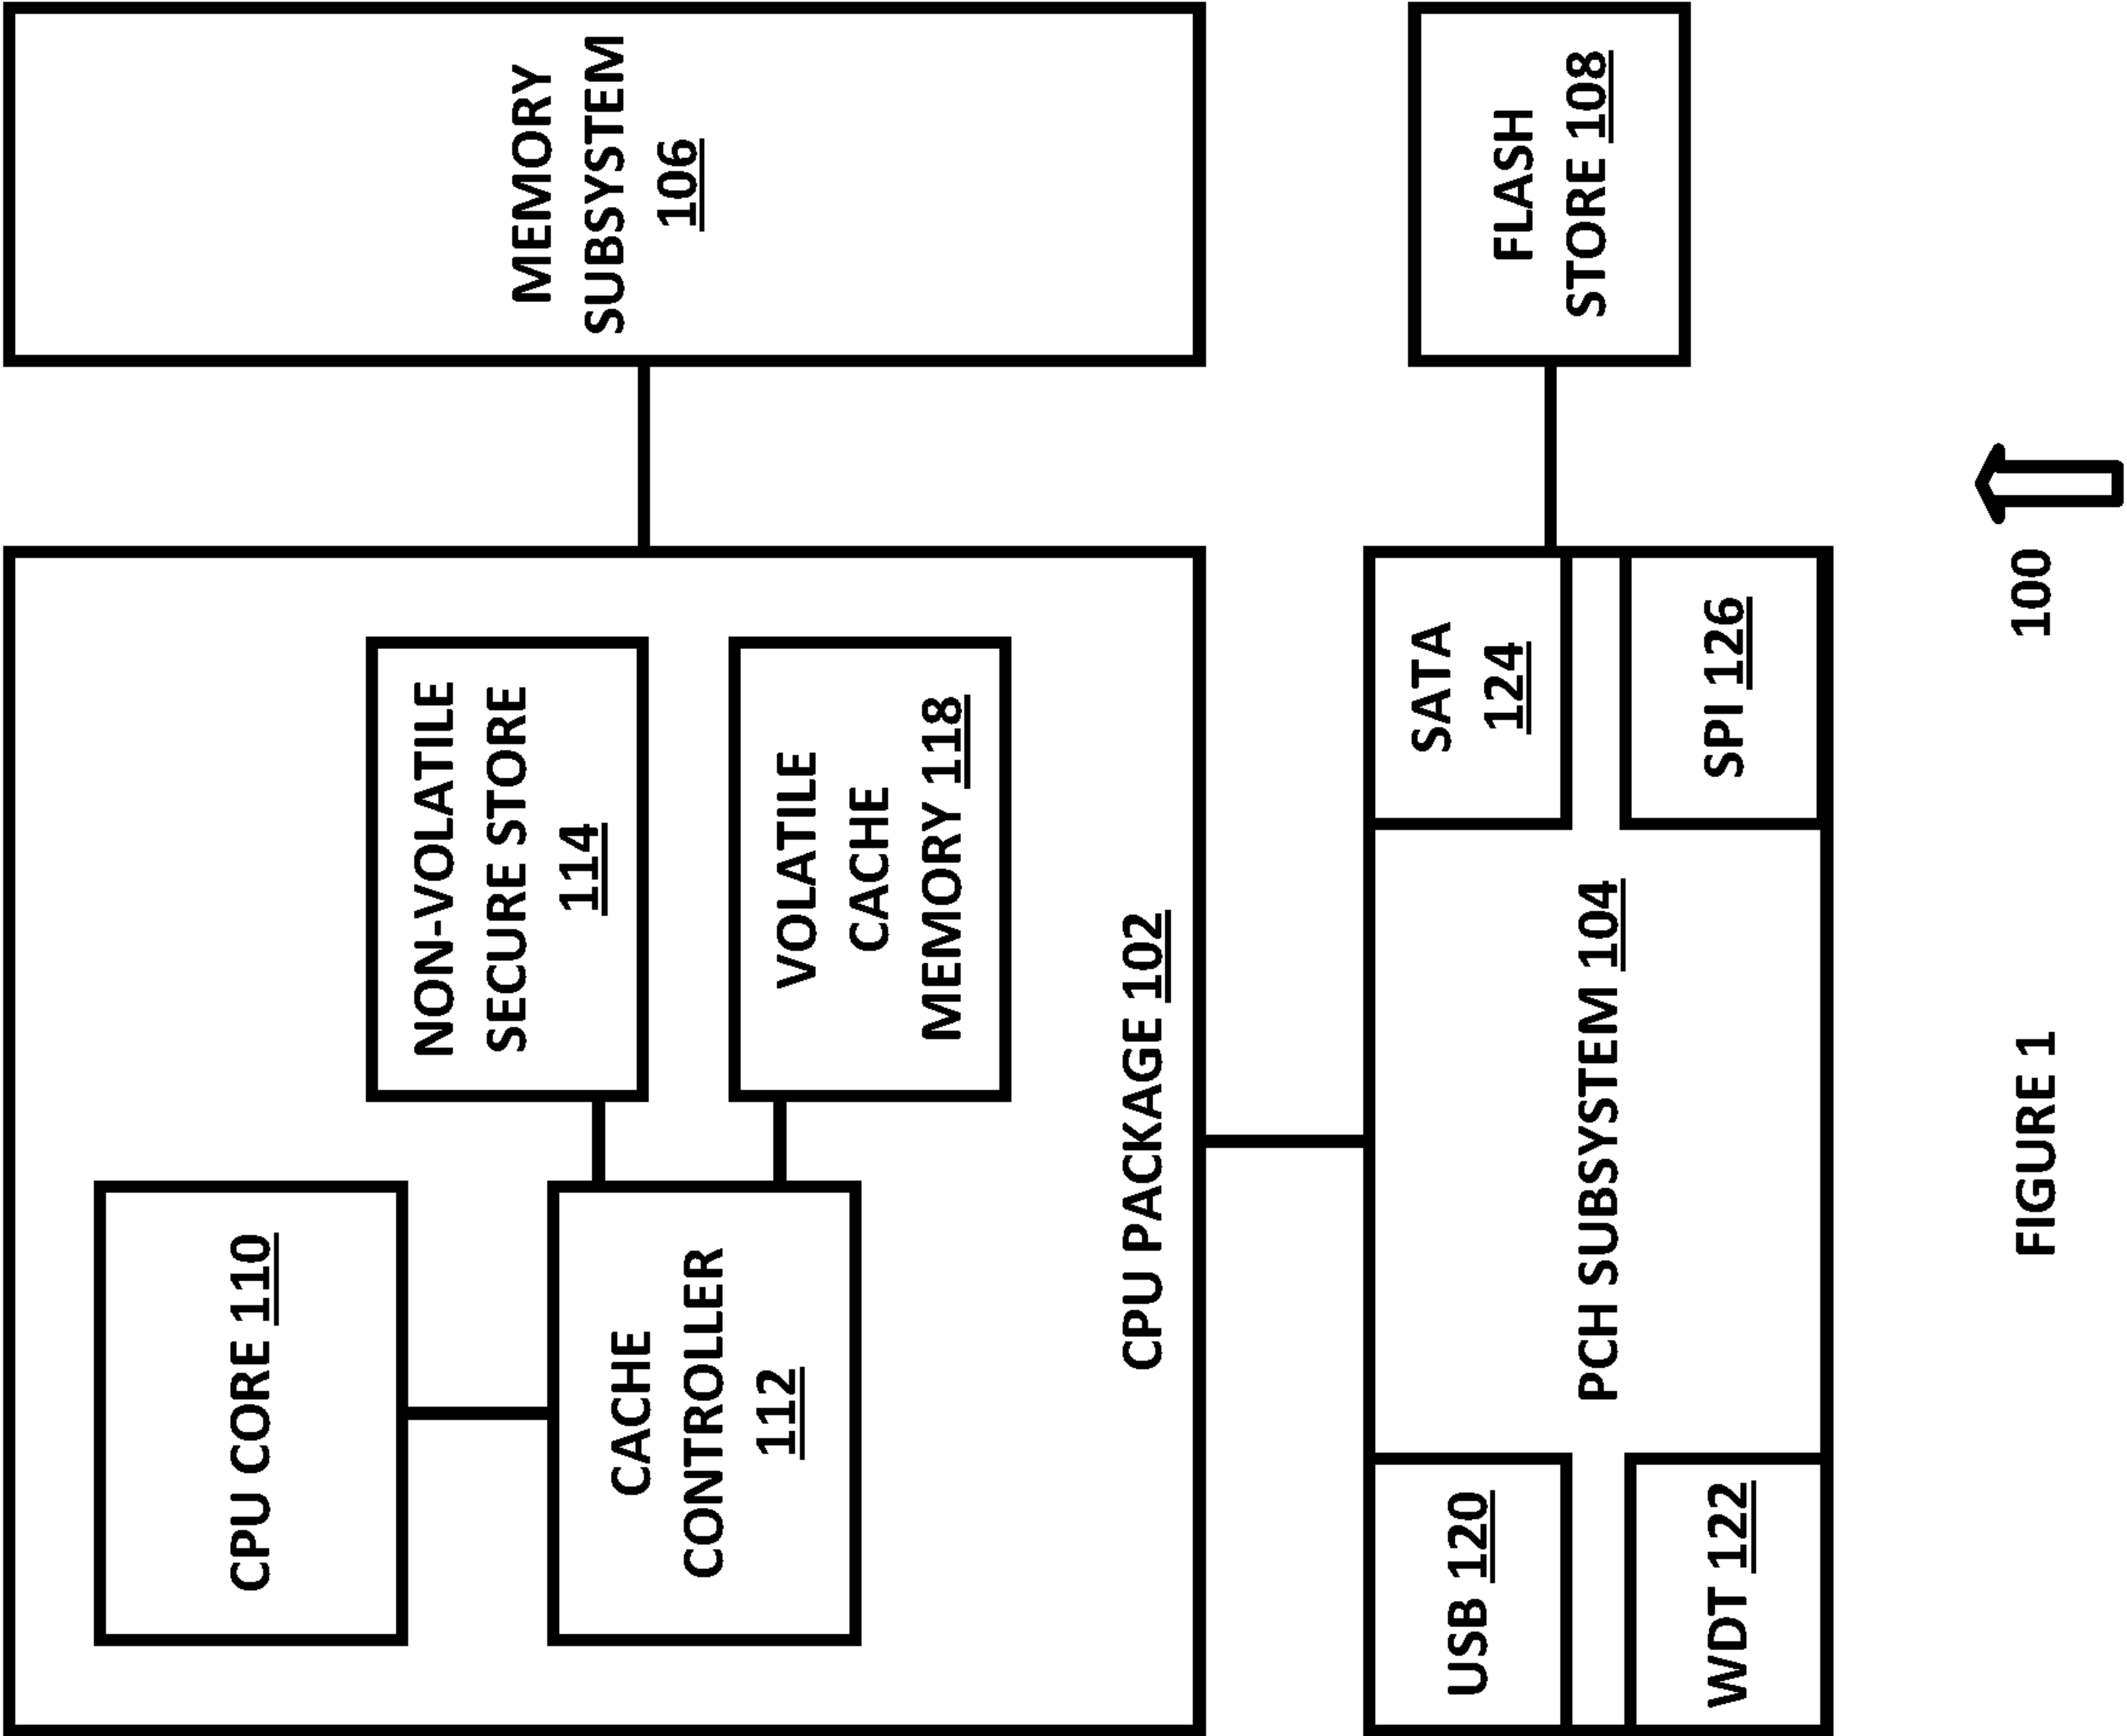 CPU CORE 110
CACHE
CONTROLLER
112
NON-VOLATILE
SECURE STORE
114
VOLATILE
CACHE
MEMORY 118
CPU PACKAGE 102
MEMORY
SUBSYSTEM
106
USB 120
WDT 122
PCH SUBSYSTEM 104
SATA
124
SPI 126
FLASH
STORE 108
FIGURE 1
100